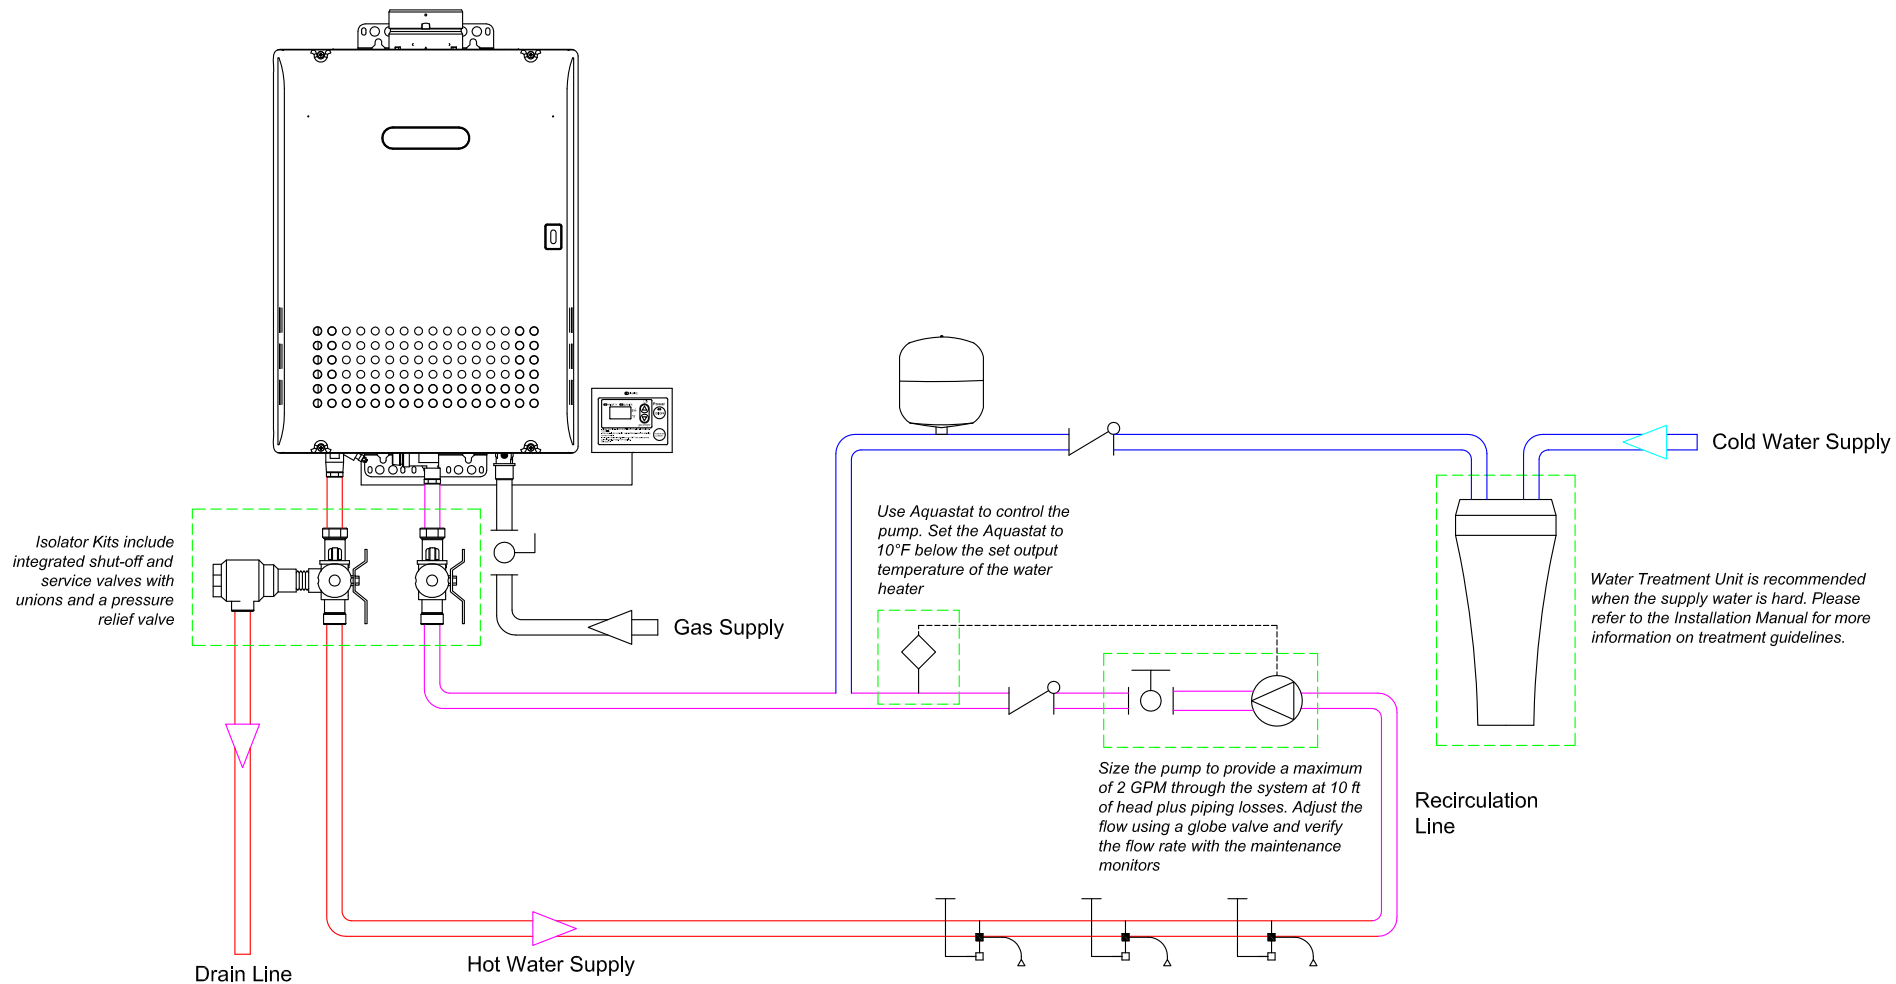 Cold Water Supply
Use Aquastat to control the
pump. Set the Aquastat to
10°F below the set output
temperature of the water
heater
Isolator Kits include
integrated shut-off and
service valves with
unions and a pressure
relief valve
Gas Supply
Water Treatment Unit is recommended
when the supply water is hard. Please
refer to the Installation Manual for more
information on treatment guidelines.
Size the pump to provide a maximum
of 2 GPM through the system at 10 ft
of head plus piping losses. Adjust the
flow using a globe valve and verify
the flow rate with the maintenance
monitors
Recirculation
Line
Hot Water Supply
Drain Line